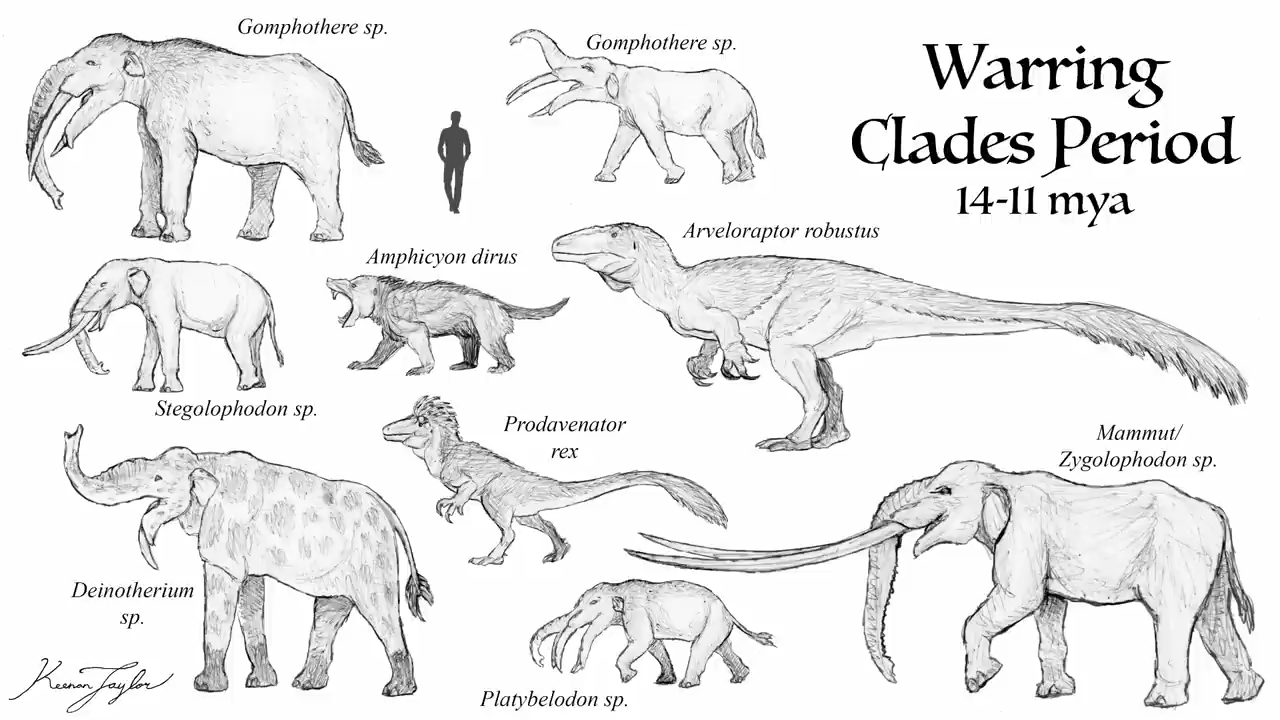 Gomphothere sp.
Gomphothere sp.
Warring
Clades Period
14-11 mya
Arveloraptor robustus
Amphicyon dirus
Stegolophodon sp.
Prodavenator
rex
Mammut/
Zygolophodon sp.
Deinotherium
sp.
Platybelodon sp.
Keenan Taylor